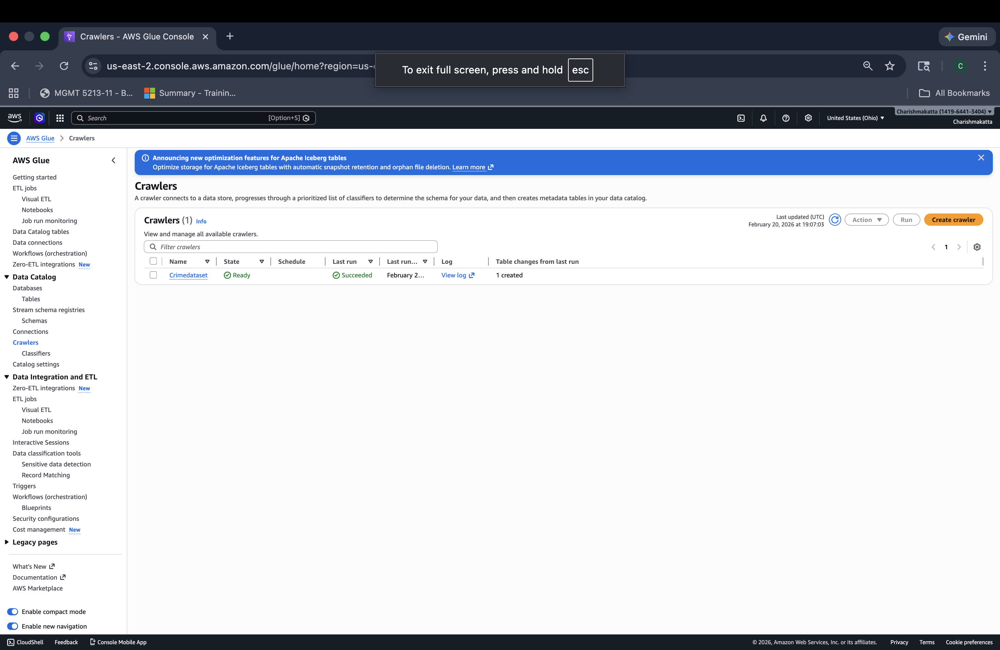 Crawlers - AWS Glue Console
Gemini
us-east-2.console.aws.amazon.com/glue/home?region=us-
To exit full screen, press and hold esc
C
MGMT 5213-11 - B...
Summary - Trainin...
All Bookmarks
aws
Search
[Option+S]
United States (Ohio)
Charishmakatta (1419-6441-3404)
Charishmakatta
AWS Glue
Crawlers
AWS Glue
Getting started
ETL jobs
Visual ETL
Notebooks
Job run monitoring
Data Catalog tables
Data connections
Workflows (orchestration)
Zero-ETL integrations New
Data Catalog
Databases
Tables
Stream schema registries
Schemas
Connections
Crawlers
Classifiers
Catalog settings
Data Integration and ETL
Zero-ETL integrations New
ETL jobs
Visual ETL
Notebooks
Job run monitoring
Interactive Sessions
Data classification tools
Sensitive data detection
Record Matching
Triggers
Workflows (orchestration)
Blueprints
Security configurations
Cost management New
Legacy pages
What's New
Documentation
AWS Marketplace
Enable compact mode
Enable new navigation
Announcing new optimization features for Apache Iceberg tables
Optimize storage for Apache Iceberg tables with automatic snapshot retention and orphan file deletion. Learn more
Crawlers
A crawler connects to a data store, progresses through a prioritized list of classifiers to determine the schema for your data, and then creates metadata tables in your data catalog.
Crawlers (1) Info
View and manage all available crawlers.
Last updated (UTC)
February 20, 2026 at 19:07:03
Action
Run
Create crawler
Filter crawlers
1
Name State Schedule Last run Last run... Log Table changes from last run
Crimedataset Ready Succeeded February 2... View log 1 created
CloudShell Feedback Console Mobile App
© 2026, Amazon Web Services, Inc. or its affiliates. Privacy Terms Cookie preferences